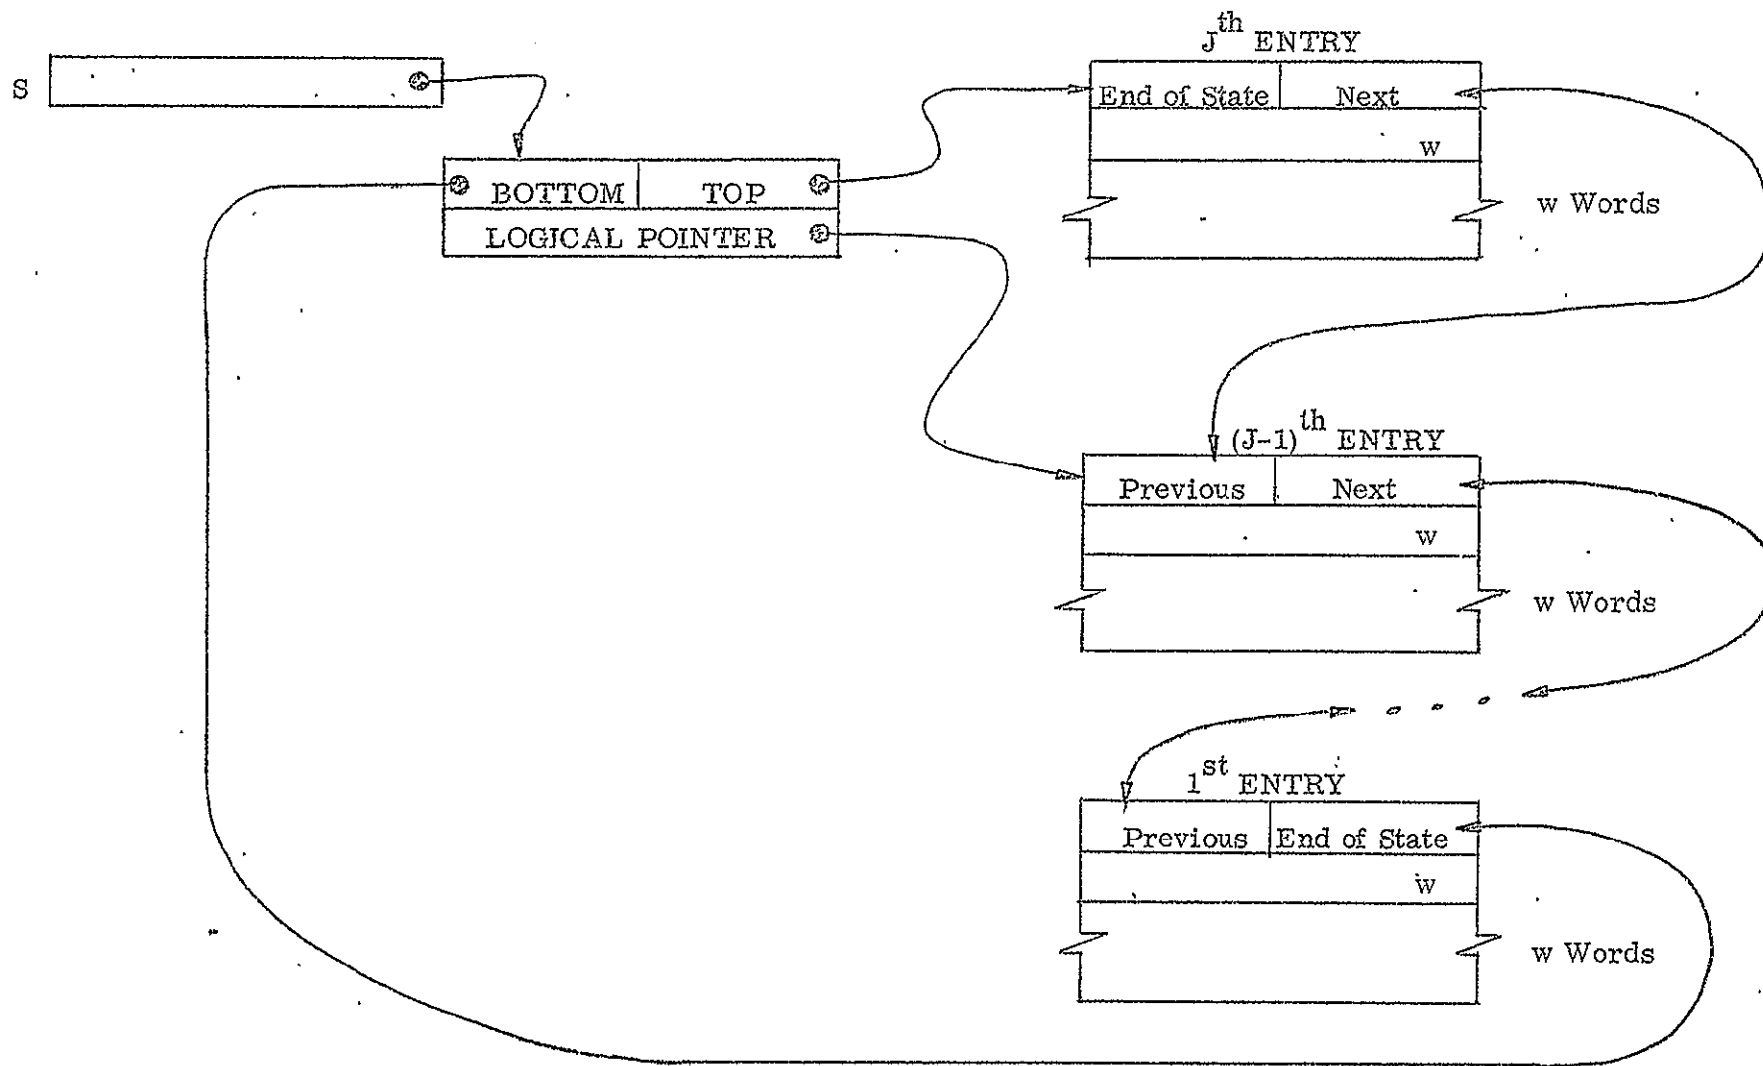 S
BOTTOM TOP
LOGICAL POINTER
Jth ENTRY
End of State Next
w
w Words
(J-1)th ENTRY
Previous Next
w
w Words
1st ENTRY
Previous End of State
w
w Words